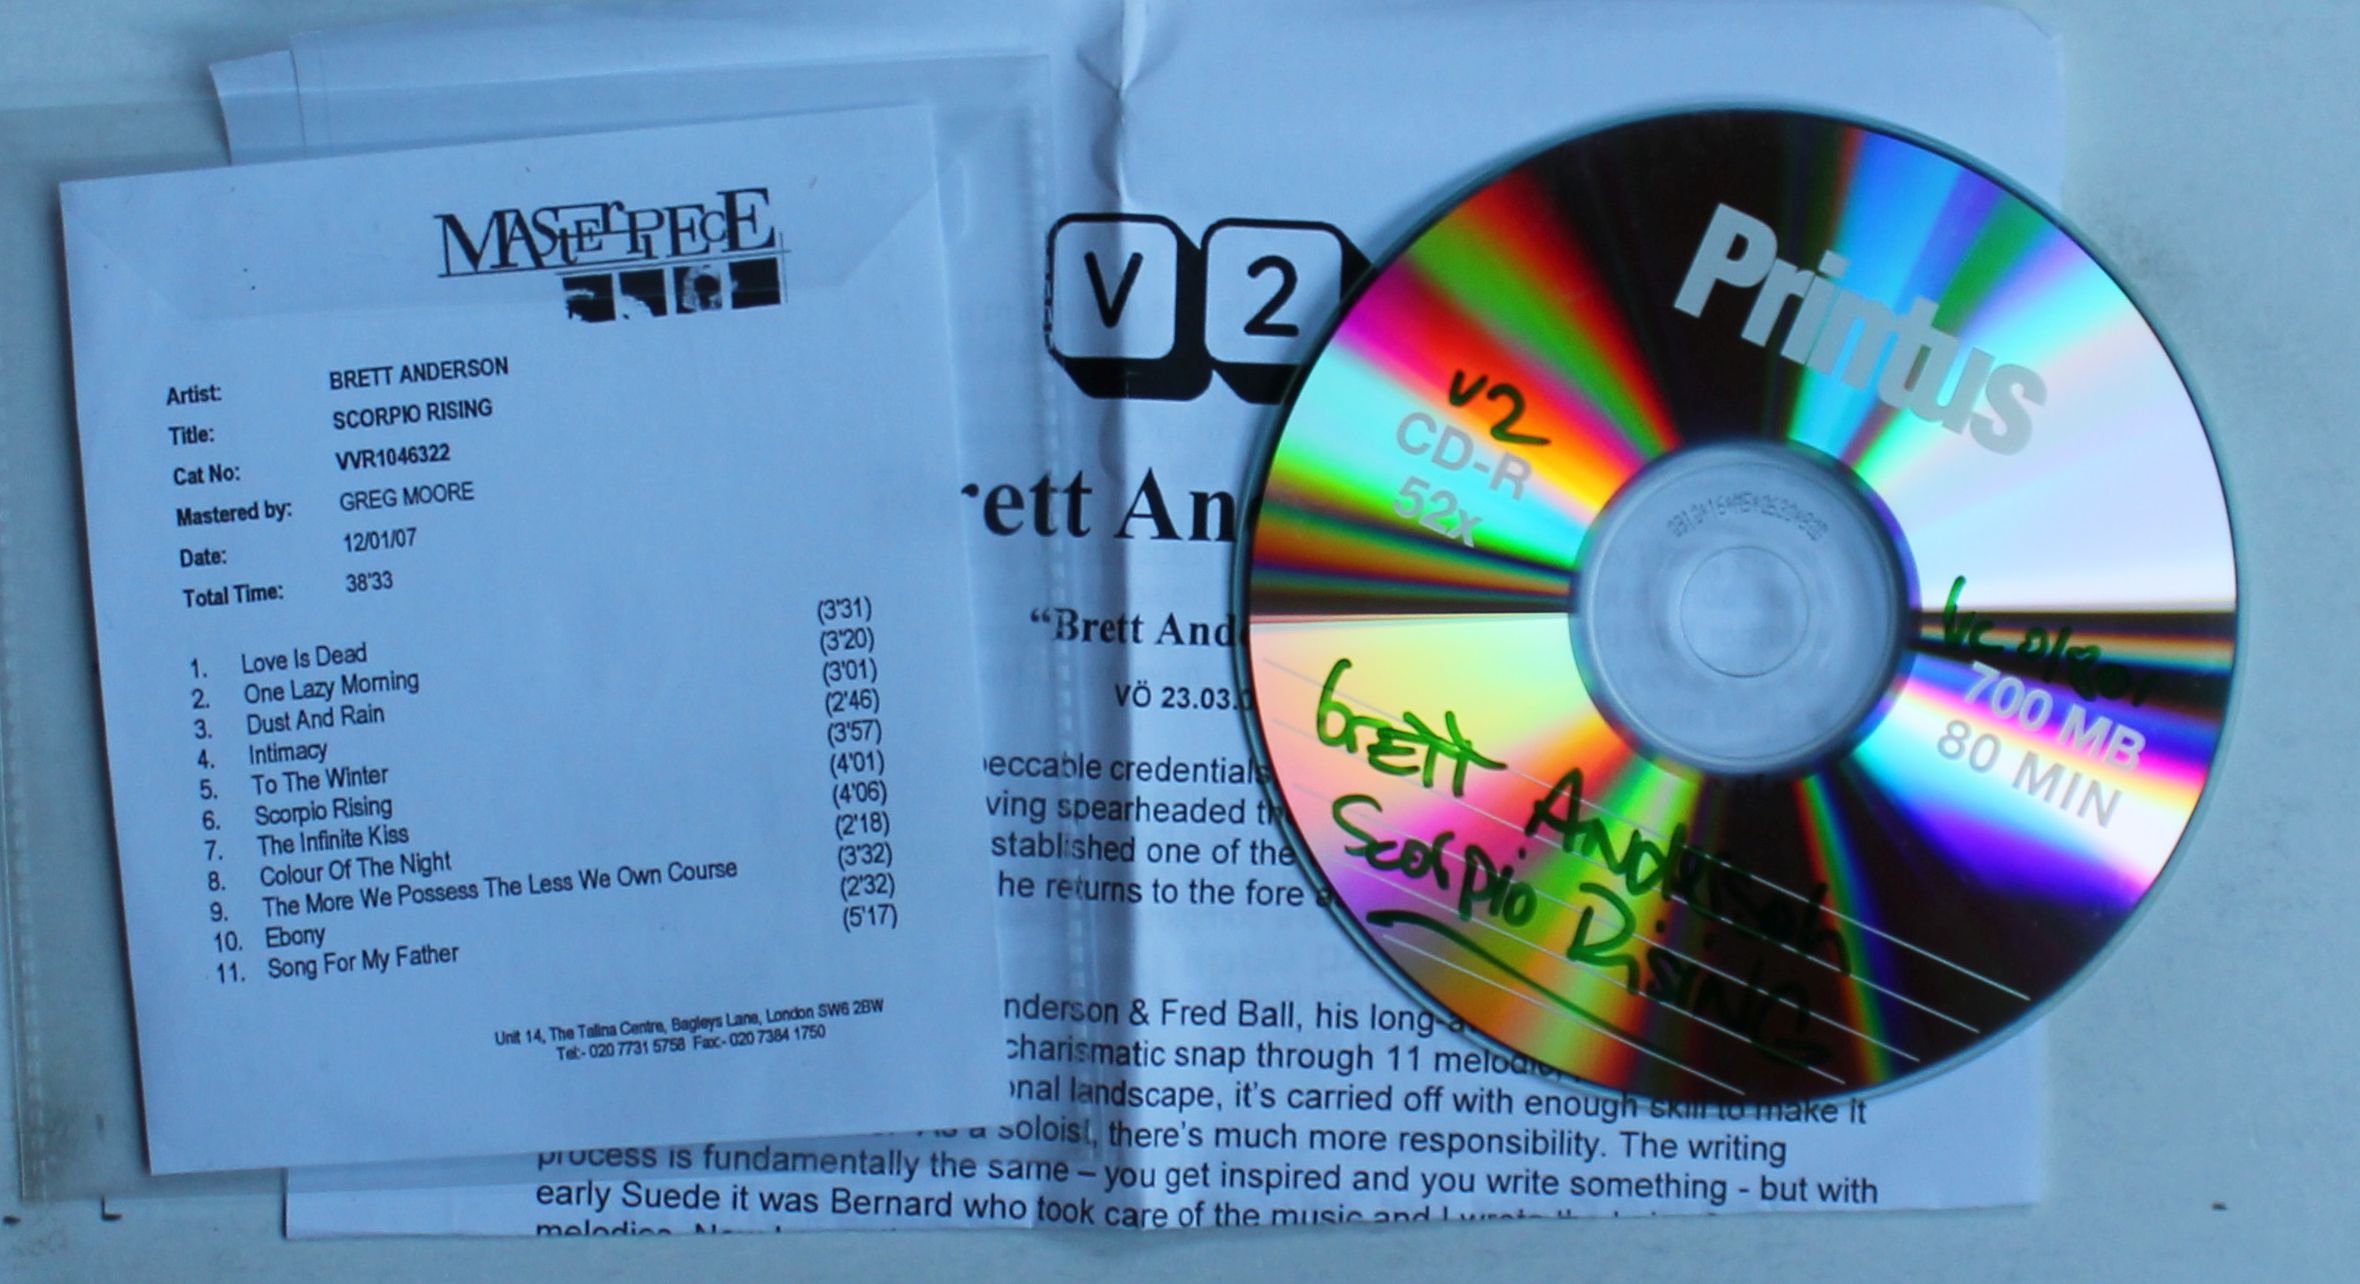 MASTERPIECE
Artist: BRETT ANDERSON
Title: SCORPIO RISING
Cat No: VVR1046322
Mastered by: GREG MOORE
Date: 12/01/07
Total Time: 38'33
1. Love Is Dead (3'31)
2. One Lazy Morning (3'20)
3. Dust And Rain (3'01)
4. Intimacy (2'46)
5. To The Winter (3'57)
6. Scorpio Rising (4'01)
7. The Infinite Kiss (4'06)
8. Colour Of The Night (2'18)
9. The More We Possess The Less We Own Course (3'32)
10. Ebony (2'32)
11. Song For My Father (5'17)
Unit 14, The Talina Centre, Bagleys Lane, London SW6 2BW
Tel:- 020 7731 5758 Fax:- 020 7384 1750
V2
rett An
“Brett And
VÖ 23.03.
eccable credentials
ving spearheaded th
stablished one of the
he returns to the fore
nderson & Fred Ball, his long-a
charismatic snap through 11 melodic,
onal landscape, it's carried off with enough skill to make it
As a soloist, there's much more responsibility. The writing
process is fundamentally the same – you get inspired and you write something - but with
early Suede it was Bernard who took care of the music and I wrote
melodies. Now I
Printus
v2
CD-R
52x
700 MB
80 MIN
Brett Anderson
Scorpio Rising